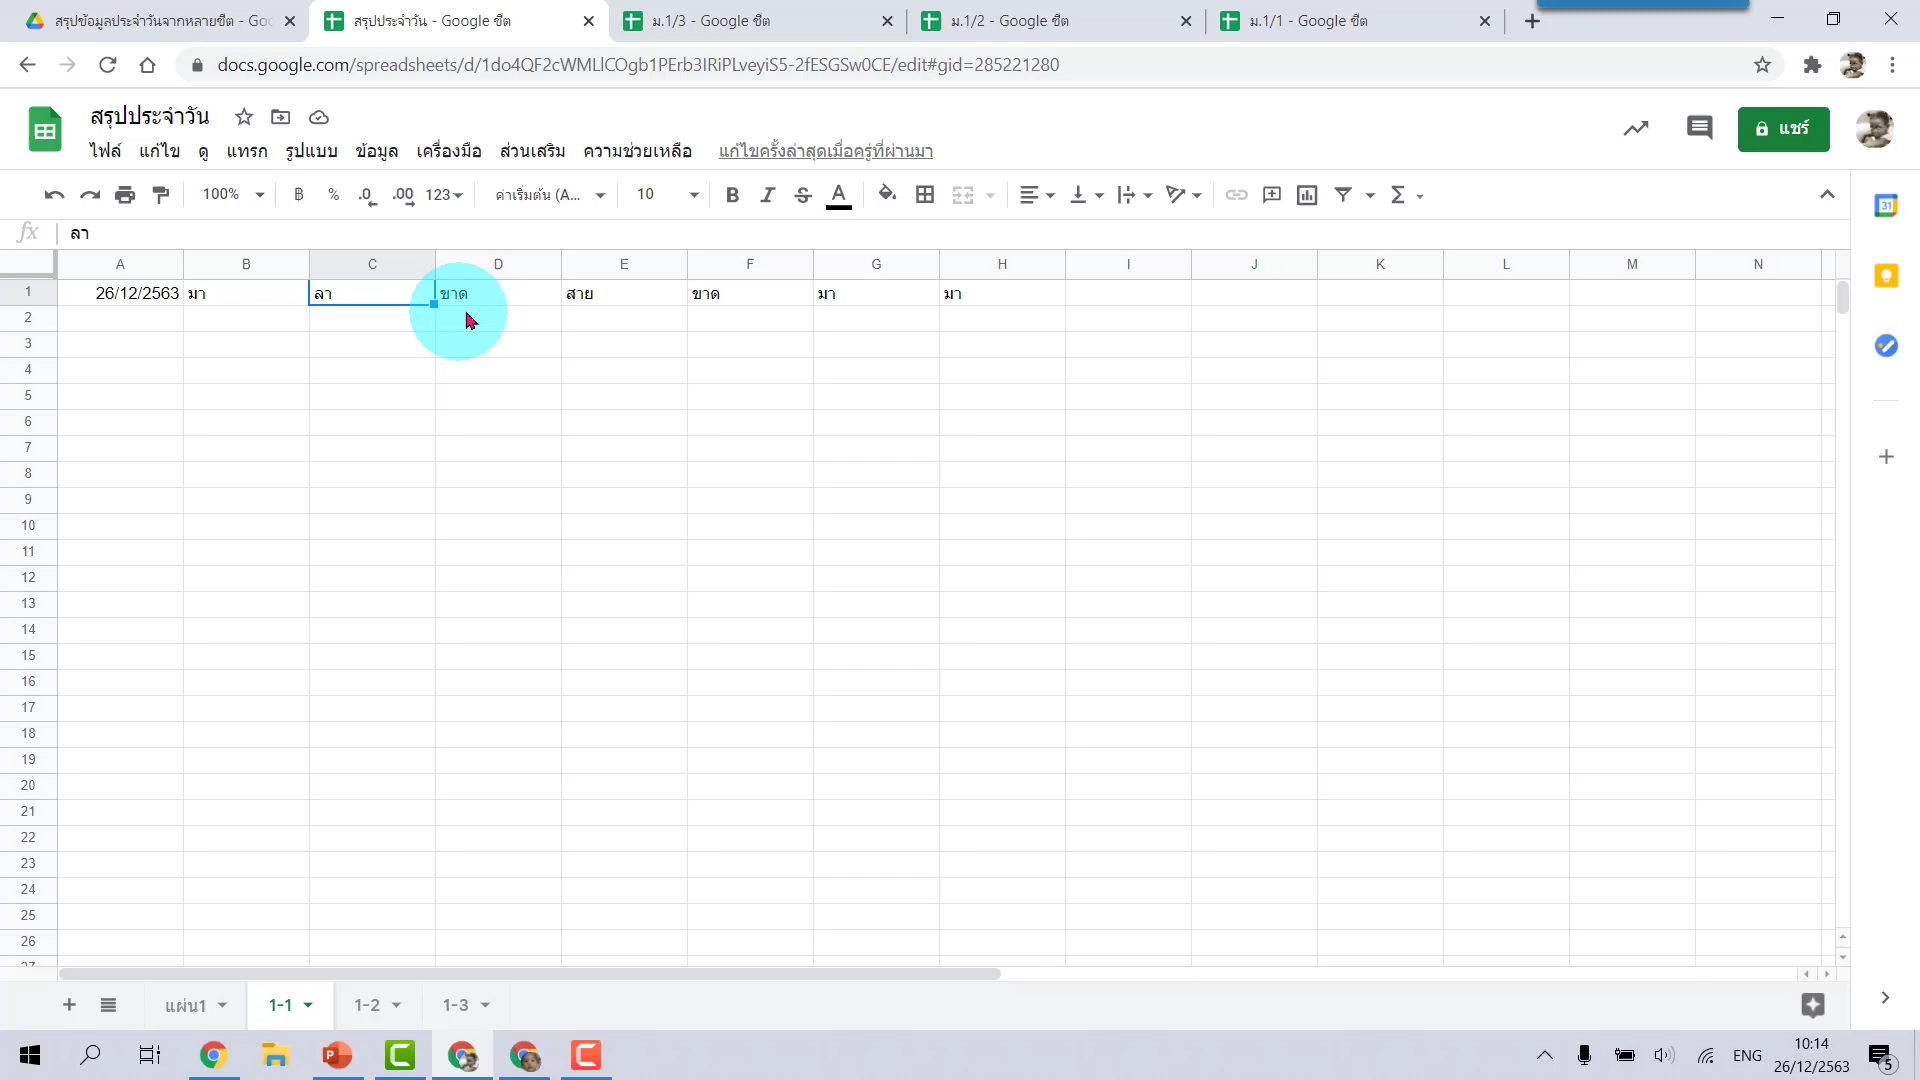 สรุปข้อมูลประจำวันจากหลายชีต - Goo
สรุปประจำวัน - Google ชีต
ม.1/3 - Google ชีต
ม.1/2 - Google ชีต
ม.1/1 - Google ชีต
docs.google.com/spreadsheets/d/1do4QF2cWMLlCOgb1PErb3IRiPLveyiS5-2fESGSw0CE/edit#gid=285221280
สรุปประจำวัน
แชร์
ไฟล์ แก้ไข ดู แทรก รูปแบบ ข้อมูล เครื่องมือ ส่วนเสริม ความช่วยเหลือ แก้ไขครั้งล่าสุดเมื่อครู่ที่ผ่านมา
100% ฿ % .0 .00 123 ค่าเริ่มต้น (A... 10 B I S A Σ
31
fx ลา
A B C D E F G H I J K L M N
1 26/12/2563 มา ลา ขาด สาย ขาด มา มา
2
3
4
5
6
7
8
9
10
11
12
13
14
15
16
17
18
19
20
21
22
23
24
25
26
27
แผ่น1 1-1 1-2 1-3
ENG
10:14
26/12/2563
5